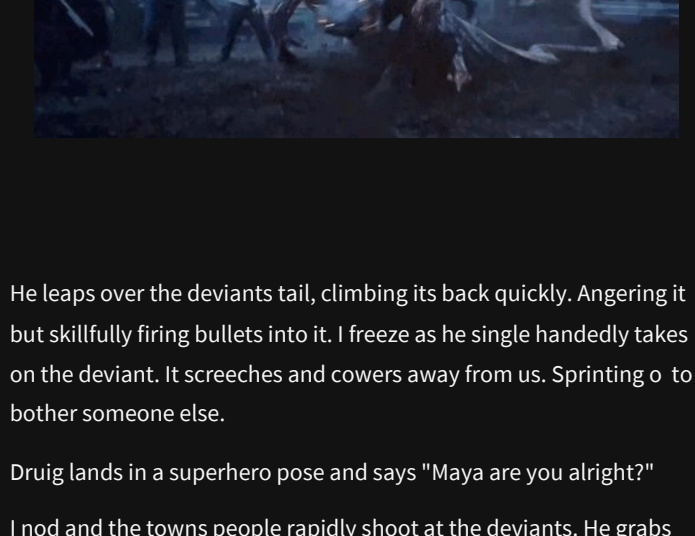 He leaps over the deviants tail, climbing its back quickly. Angering it
but skillfully firing bullets into it. I freeze as he single handedly takes
on the deviant. It screeches and cowers away from us. Sprinting o to
bother someone else.
Druig lands in a superhero pose and says "Maya are you alright?"
I nod and the towns people rapidly shoot at the deviants. He grabs